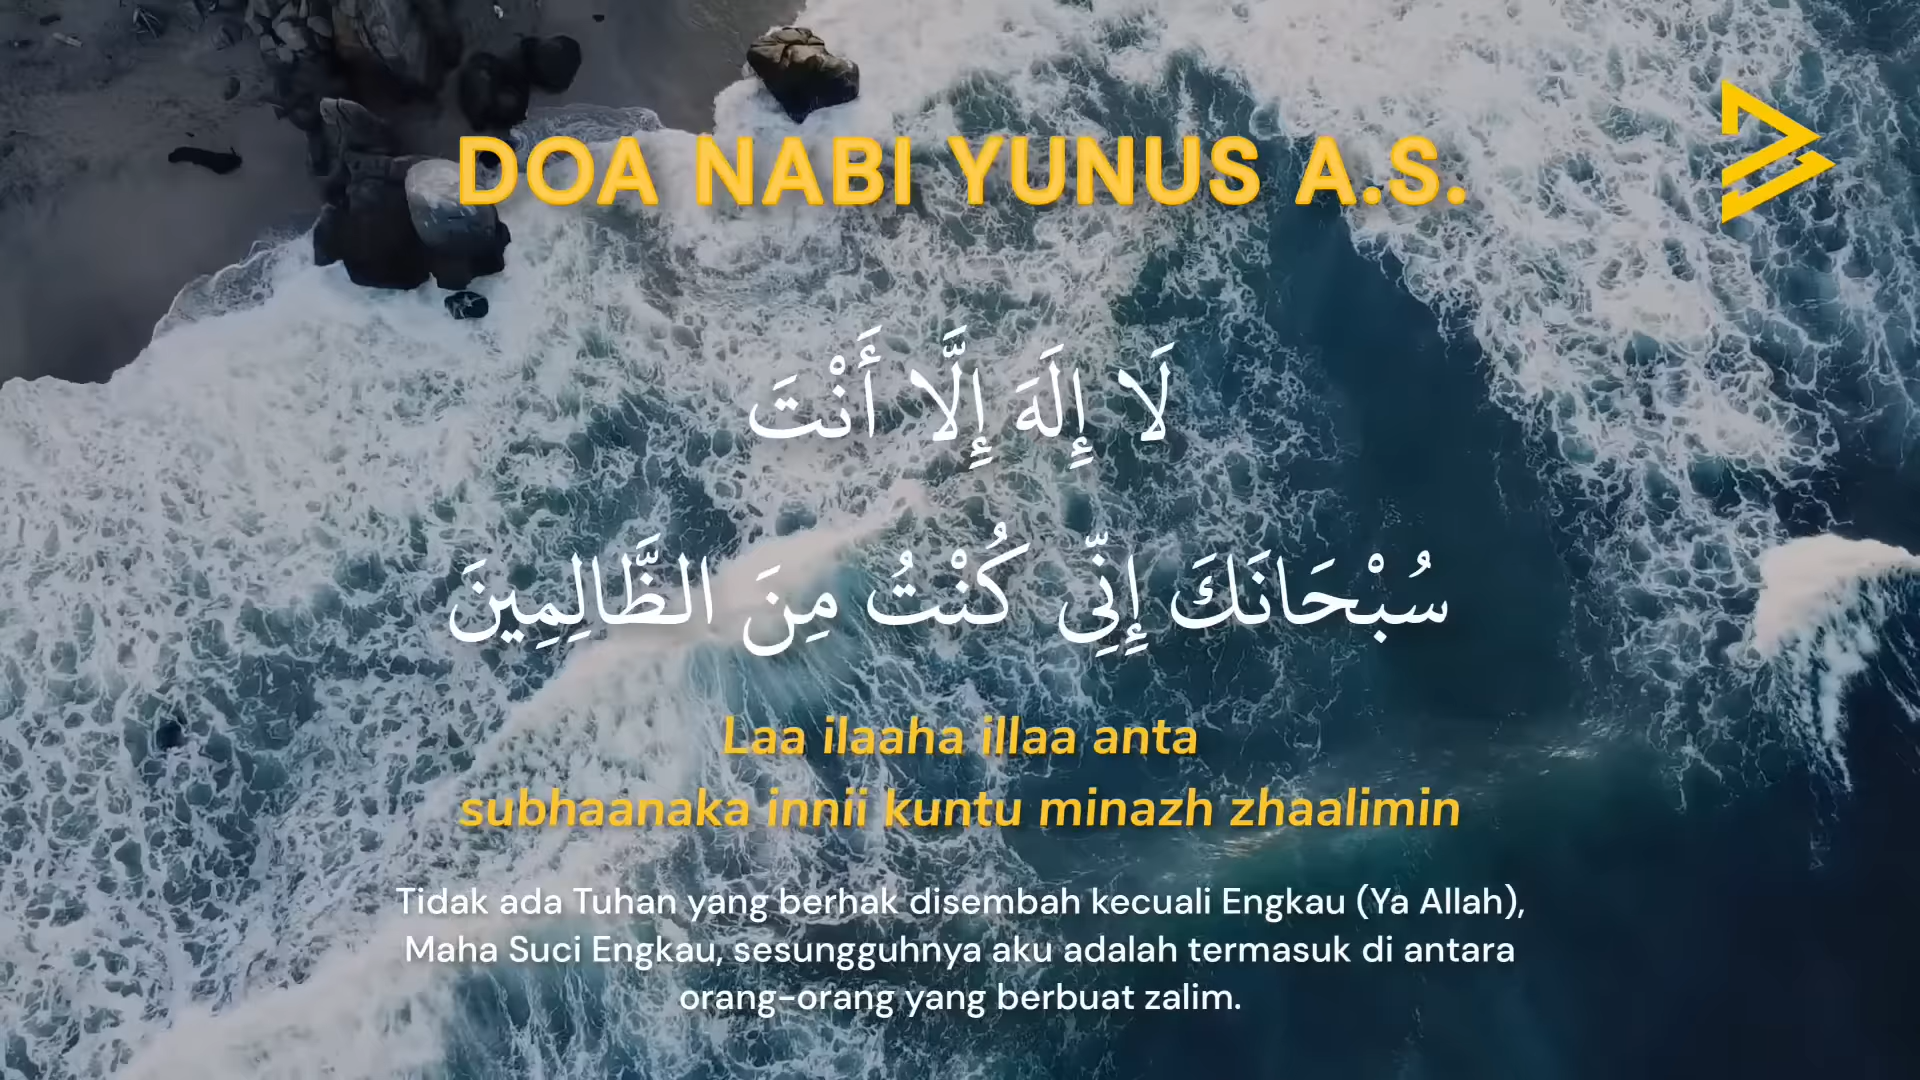 DOA NABI YUNUS A.S.
لَا إِلَهَ إِلَّا أَنْتَ
سُبْحَانَكَ إِنِّى كُنْتُ مِنَ الظَّالِمِينَ
Laa ilaaha illaa anta
subhaanaka innii kuntu minazh zhaalimin
Tidak ada Tuhan yang berhak disembah kecuali Engkau (Ya Allah),
Maha Suci Engkau, sesungguhnya aku adalah termasuk di antara
orang-orang yang berbuat zalim.